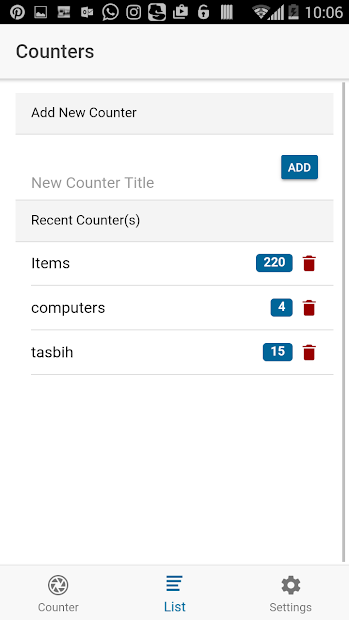 10:06
Counters
Add New Counter
New Counter Title
ADD
Recent Counter(s)
Items 220
computers 4
tasbih 15
Counter List Settings